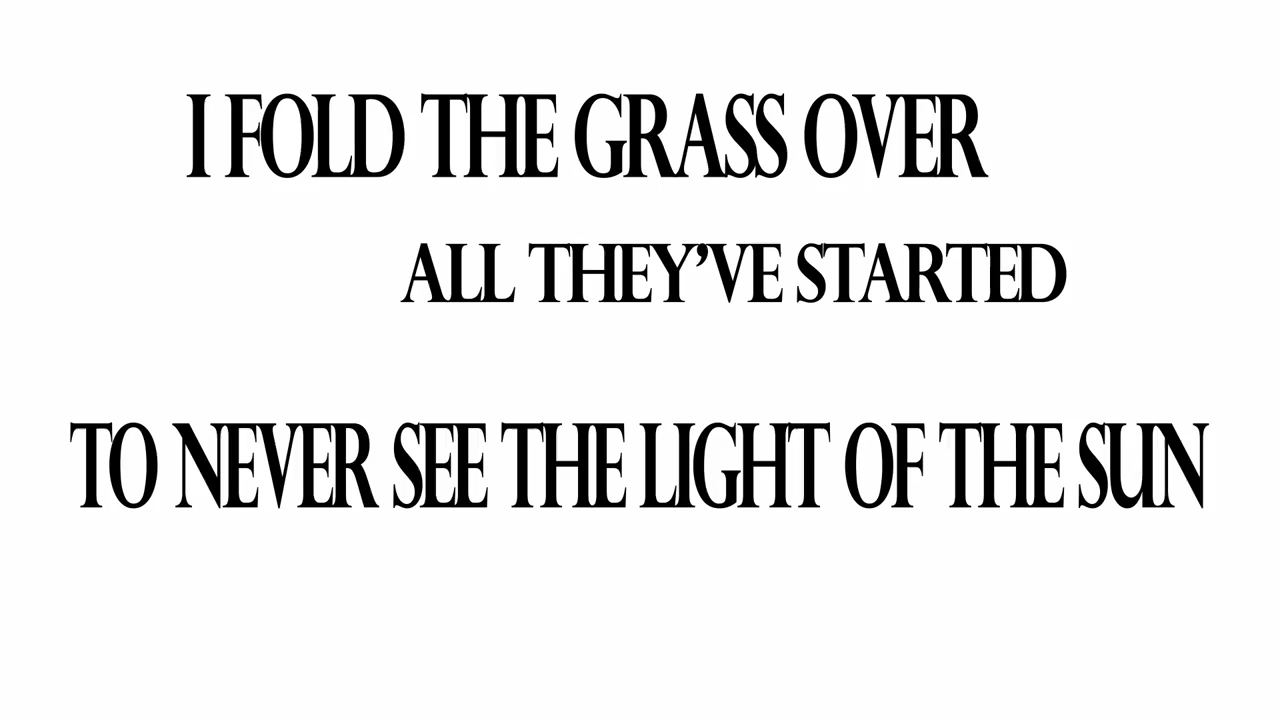 I FOLD THE GRASS OVER
ALL THEY’VE STARTED
TO NEVER SEE THE LIGHT OF THE SUN